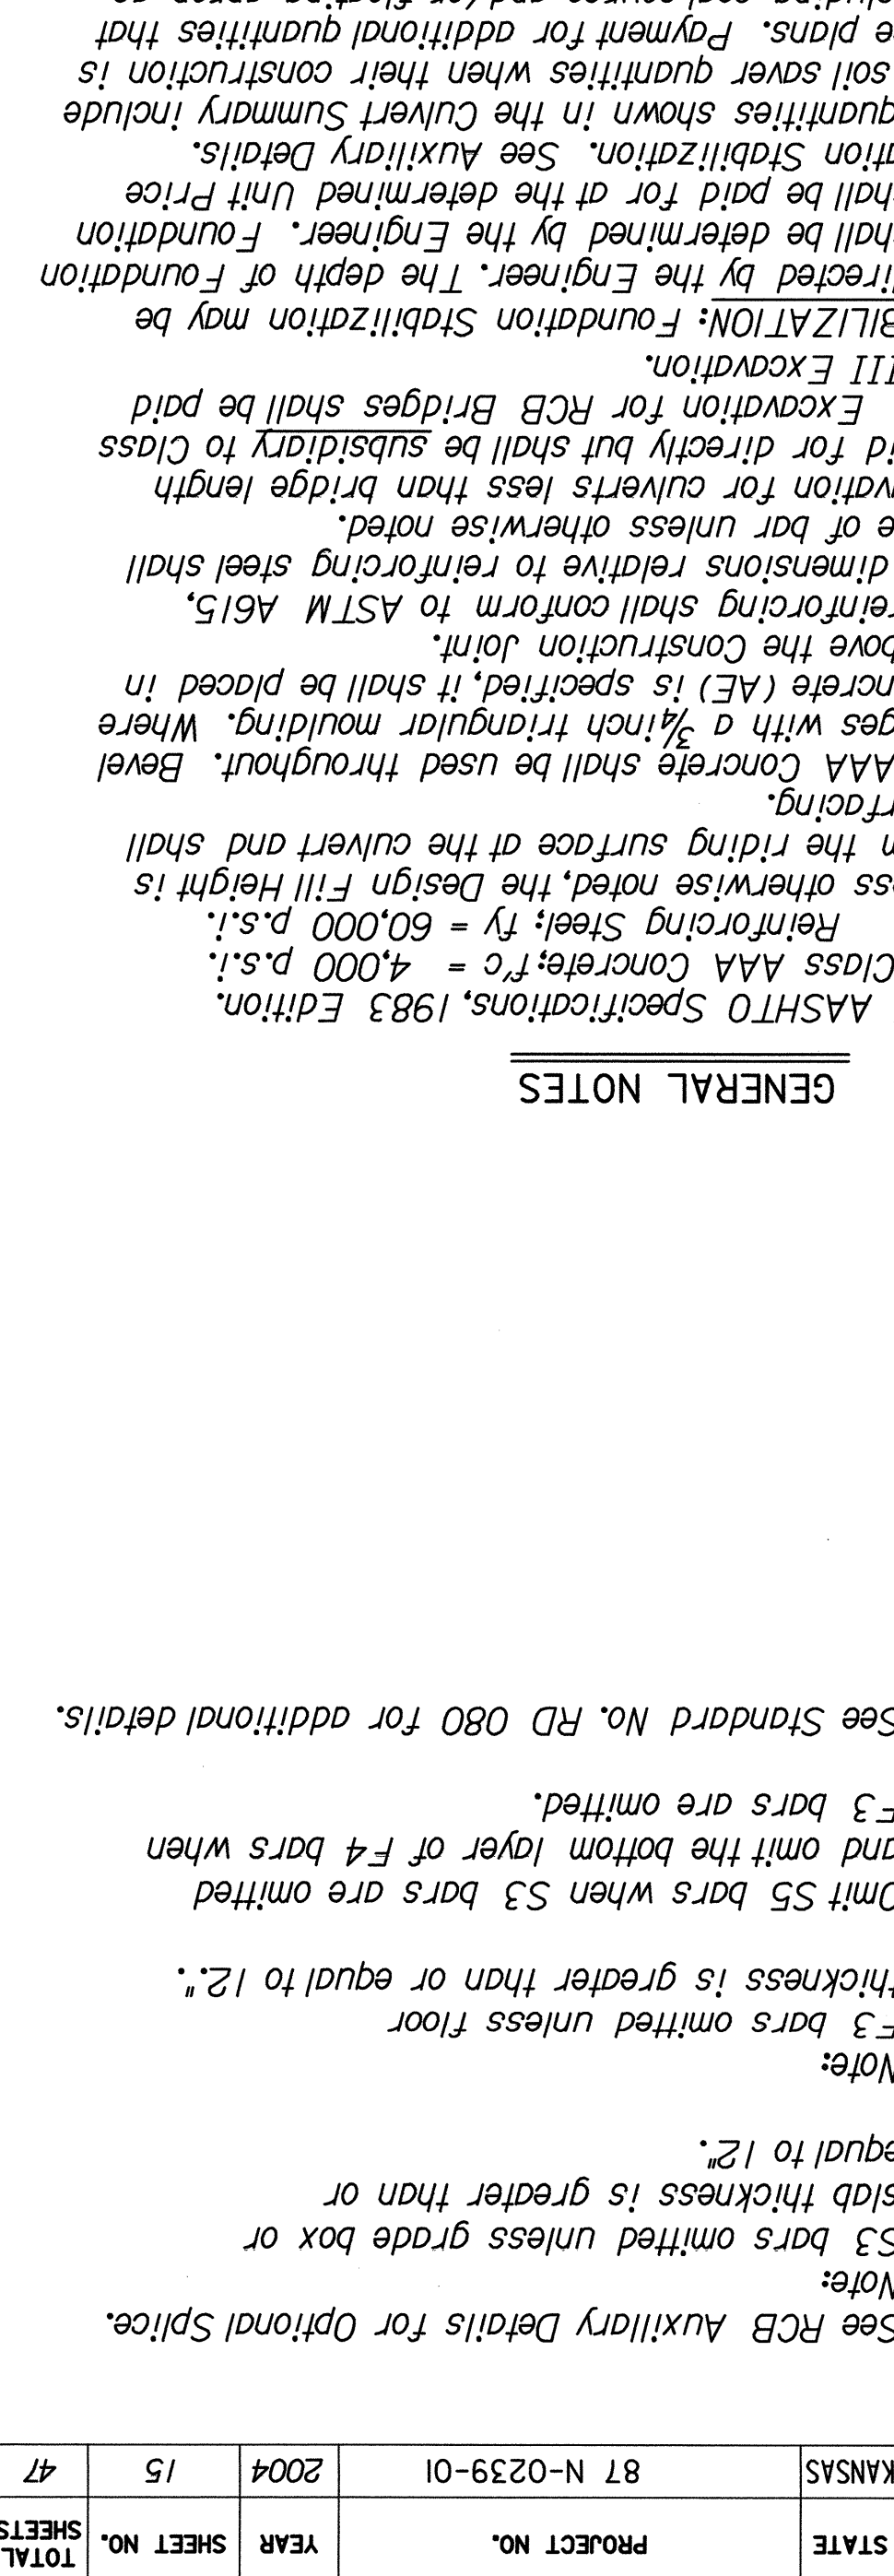 STATE PROJECT NO. YEAR SHEET NO. TOTAL SHEETS
KANSAS 87 N-0239-01 2004 15 47
See RCB Auxiliary Details for Optional Splice.
Note:
S3 bars omitted unless grade box or
slab thickness is greater than or
equal to 12".
Note:
F3 bars omitted unless floor
thickness is greater than or equal to 12.".
Omit S5 bars when S3 bars are omitted
and omit the bottom layer of F4 bars when
F3 bars are omitted.
See Standard No. RD 080 for additional details.
GENERAL NOTES
AASHTO Specifications, 1983 Edition.
Class AAA Concrete; f'c = 4,000 p.s.i.
Reinforcing Steel; fy = 60,000 p.s.i.
ss otherwise noted, the Design Fill Height is
n the riding surface at the culvert and shall
rfacing.
AAA Concrete shall be used throughout. Bevel
ges with a ¾ inch triangular moulding. Where
ncrete (AE) is specified, it shall be placed in
bove the Construction Joint.
reinforcing shall conform to ASTM A615,
dimensions relative to reinforcing steel shall
e of bar unless otherwise noted.
vation for culverts less than bridge length
id for directly but shall be subsidiary to Class
Excavation for RCB Bridges shall be paid
III Excavation.
BILIZATION: Foundation Stabilization may be
directed by the Engineer. The depth of Foundation
hall be determined by the Engineer. Foundation
hall be paid for at the determined Unit Price
ation Stabilization. See Auxiliary Details.
quantities shown in the Culvert Summary include
soil saver quantities when their construction is
e plans. Payment for additional quantities that